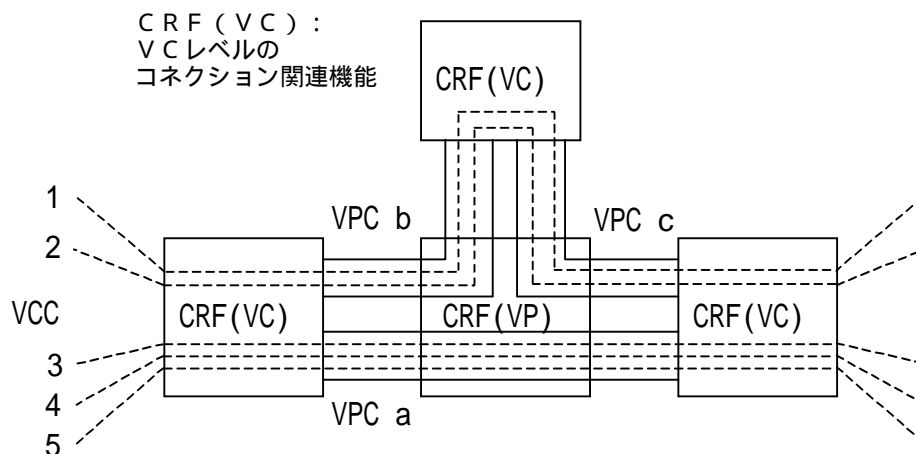 ＣＲＦ（ＶＣ）：
ＶＣレベルの
コネクション関連機能
CRF(VC)
1
VPC b
VPC c
2
VCC
CRF(VC)
CRF(VP)
CRF(VC)
3
4
VPC a
5